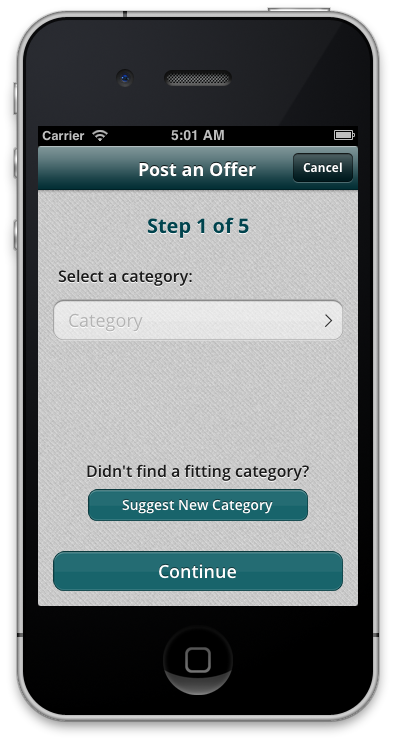 Carrier 5:01 AM
Post an Offer Cancel
Step 1 of 5
Select a category:
Category
Didn't find a fitting category?
Suggest New Category
Continue